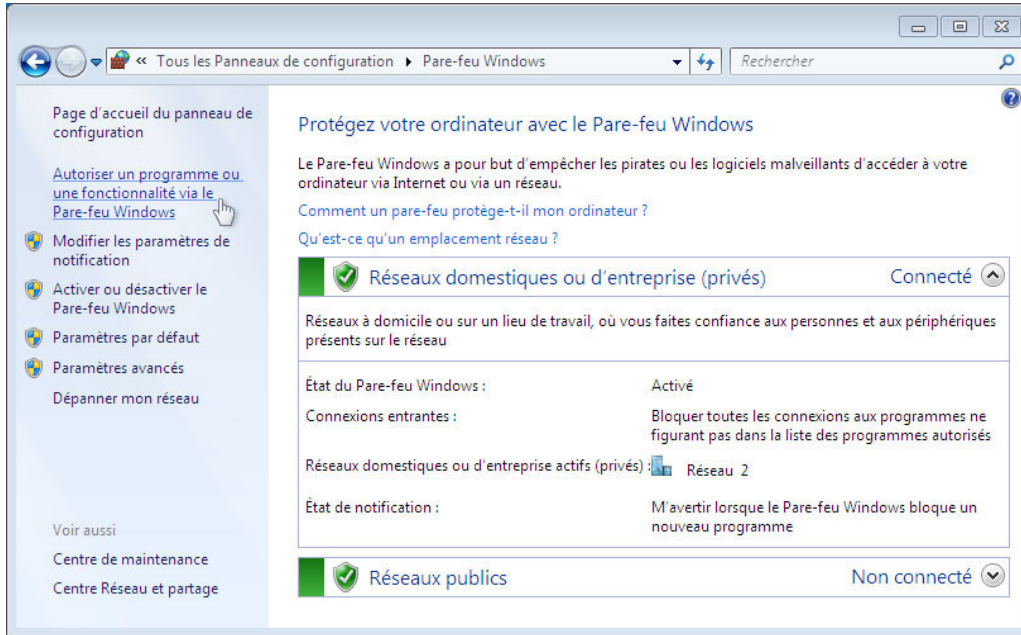 « Tous les Panneaux de configuration ▸ Pare-feu Windows
Rechercher
Page d'accueil du panneau de
configuration
Autoriser un programme ou
une fonctionnalité via le
Pare-feu Windows
Modifier les paramètres de
notification
Activer ou désactiver le
Pare-feu Windows
Paramètres par défaut
Paramètres avancés
Dépanner mon réseau
Voir aussi
Centre de maintenance
Centre Réseau et partage
Protégez votre ordinateur avec le Pare-feu Windows
Le Pare-feu Windows a pour but d'empêcher les pirates ou les logiciels malveillants d'accéder à votre
ordinateur via Internet ou via un réseau.
Comment un pare-feu protège-t-il mon ordinateur ?
Qu'est-ce qu'un emplacement réseau ?
Réseaux domestiques ou d'entreprise (privés) Connecté
Réseaux à domicile ou sur un lieu de travail, où vous faites confiance aux personnes et aux périphériques
présents sur le réseau
État du Pare-feu Windows : Activé
Connexions entrantes : Bloquer toutes les connexions aux programmes ne
figurant pas dans la liste des programmes autorisés
Réseaux domestiques ou d'entreprise actifs (privés) : Réseau 2
État de notification : M'avertir lorsque le Pare-feu Windows bloque un
nouveau programme
Réseaux publics Non connecté